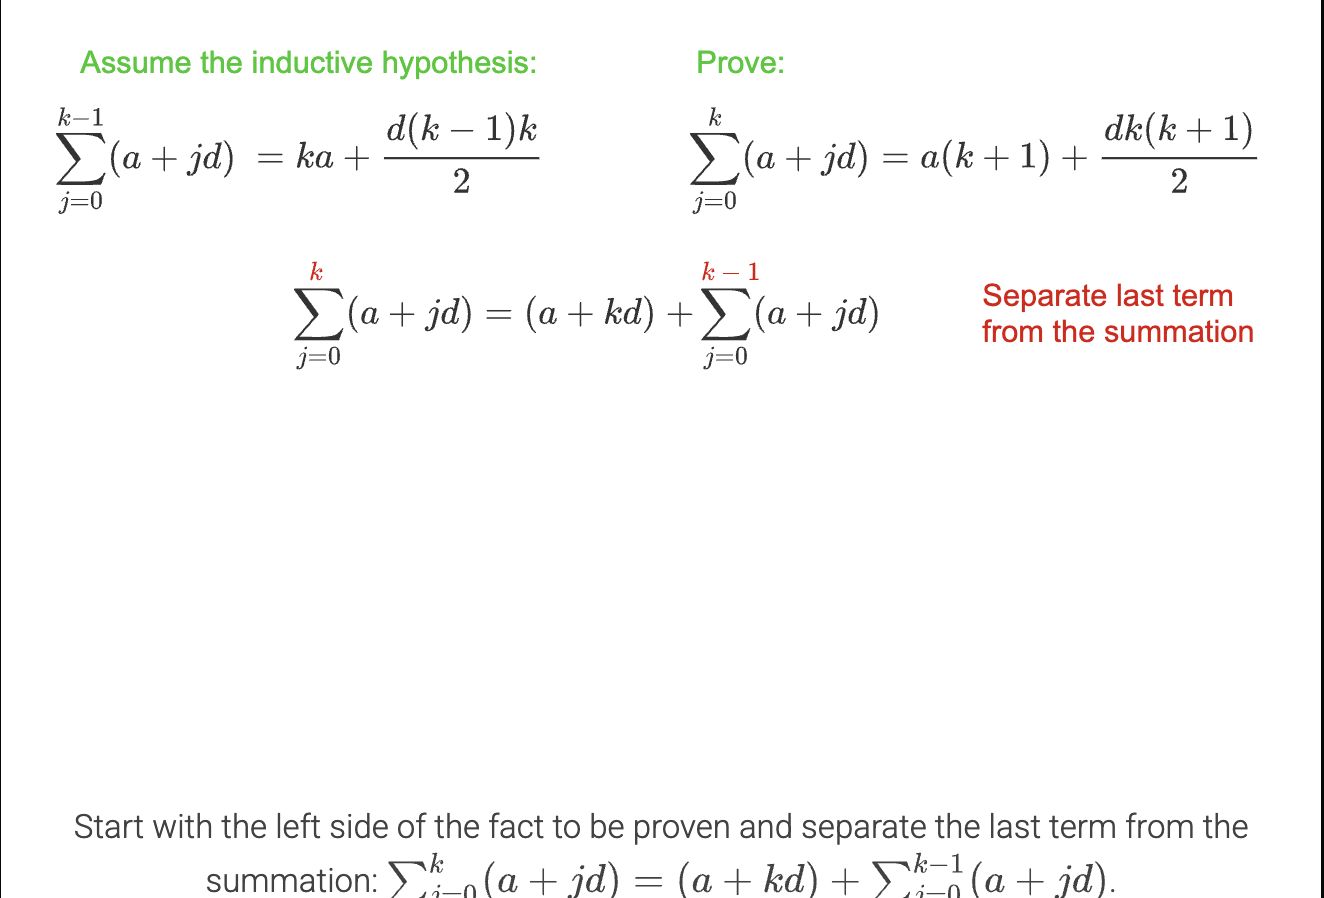 Assume the inductive hypothesis: Prove:
$\sum_{j=0}^{k-1}(a + jd) = ka + \frac{d(k-1)k}{2}$ $\sum_{j=0}^{k}(a + jd) = a(k+1) + \frac{dk(k+1)}{2}$
$\sum_{j=0}^{k}(a + jd) = (a + kd) + \sum_{j=0}^{k-1}(a + jd)$
Separate last term
from the summation
Start with the left side of the fact to be proven and separate the last term from the
summation: $\sum_{j=0}^{k}(a + jd) = (a + kd) + \sum_{j=0}^{k-1}(a + jd)$.